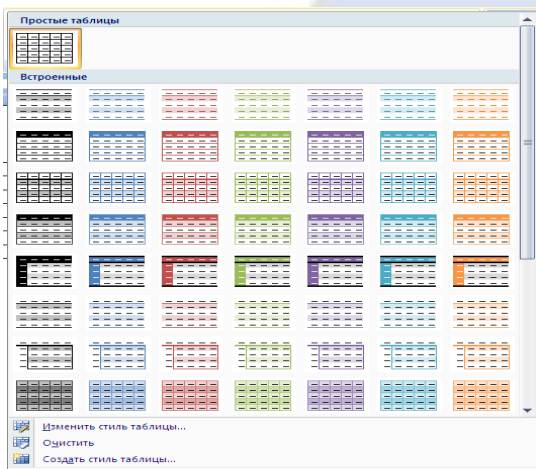 Простые таблицы
Встроенные
Изменить стиль таблицы...
Очистить
Создать стиль таблицы...